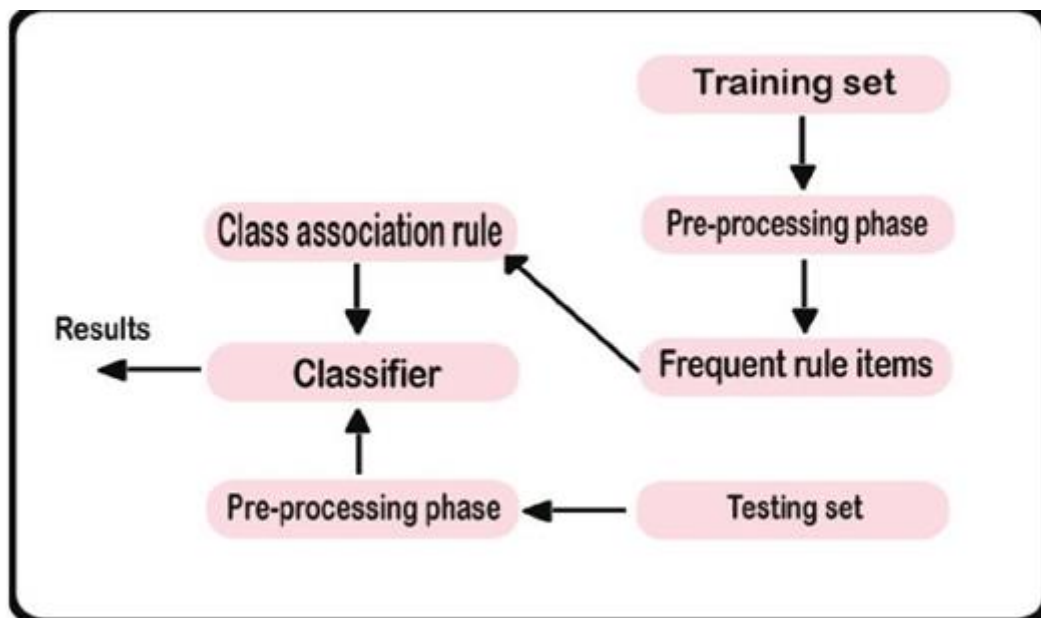 Training set
Pre-processing phase
Class association rule
Results
Frequent rule items
Classifier
Pre-processing phase
Testing set